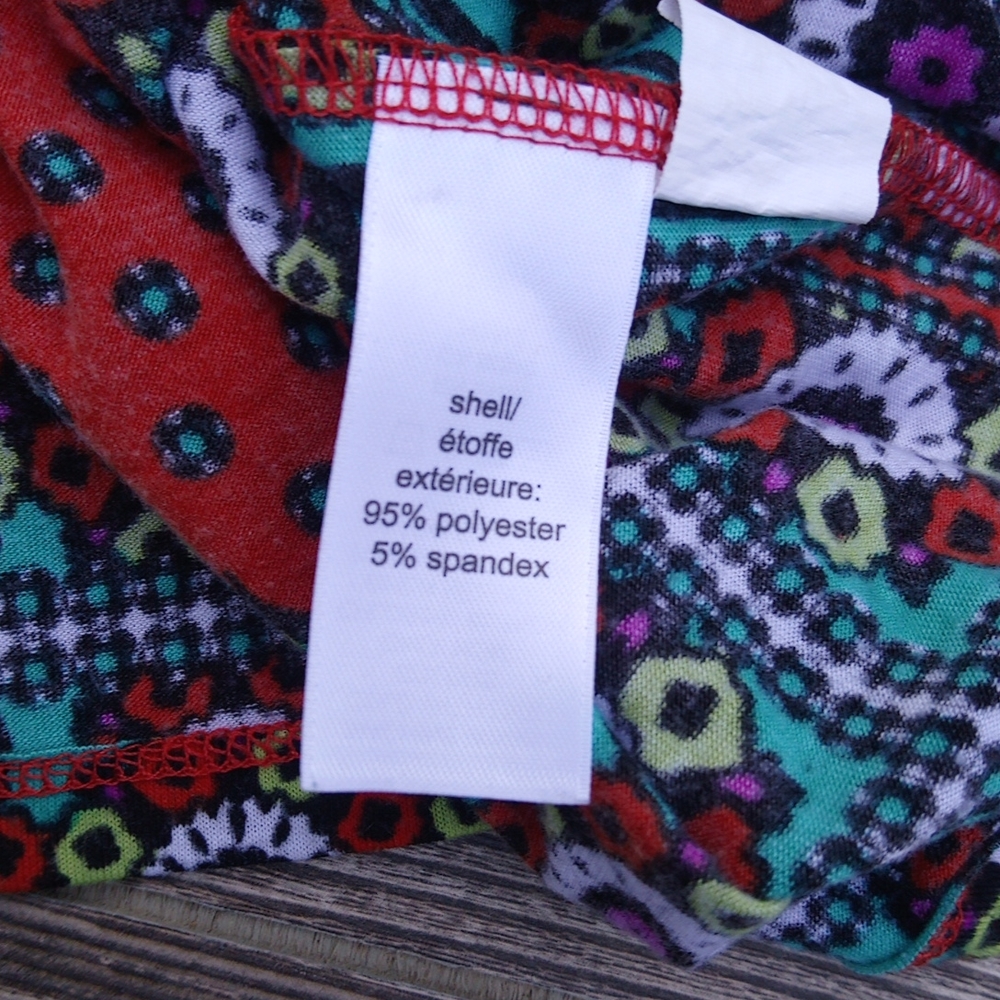 shell/
étoffe
extérieure:
95% polyester
5% spandex